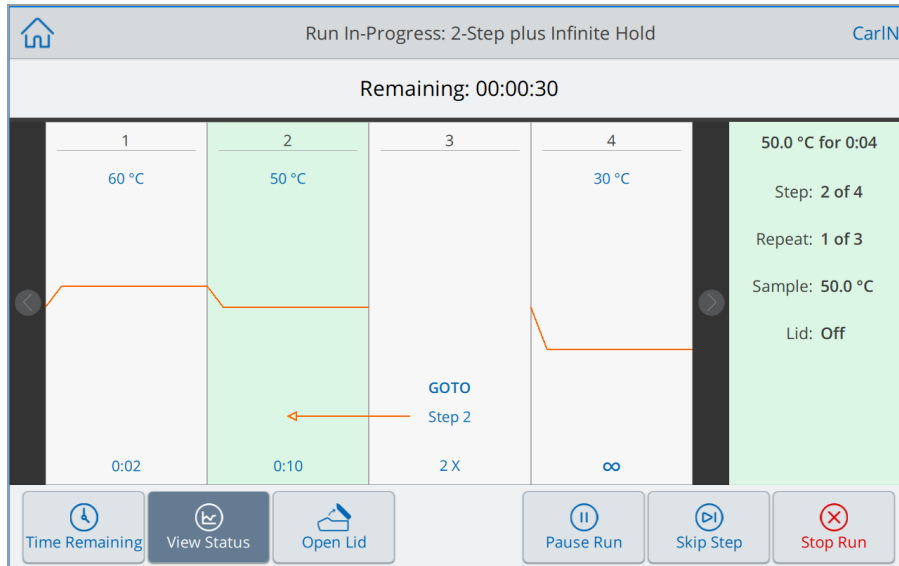 Run In-Progress: 2-Step plus Infinite Hold
CarlN
Remaining: 00:00:30
1
2
3
4
60 °C
50 °C
30 °C
GOTO
Step 2
0:02
0:10
2 X
∞
50.0 °C for 0:04
Step: 2 of 4
Repeat: 1 of 3
Sample: 50.0 °C
Lid: Off
Time Remaining
View Status
Open Lid
Pause Run
Skip Step
Stop Run